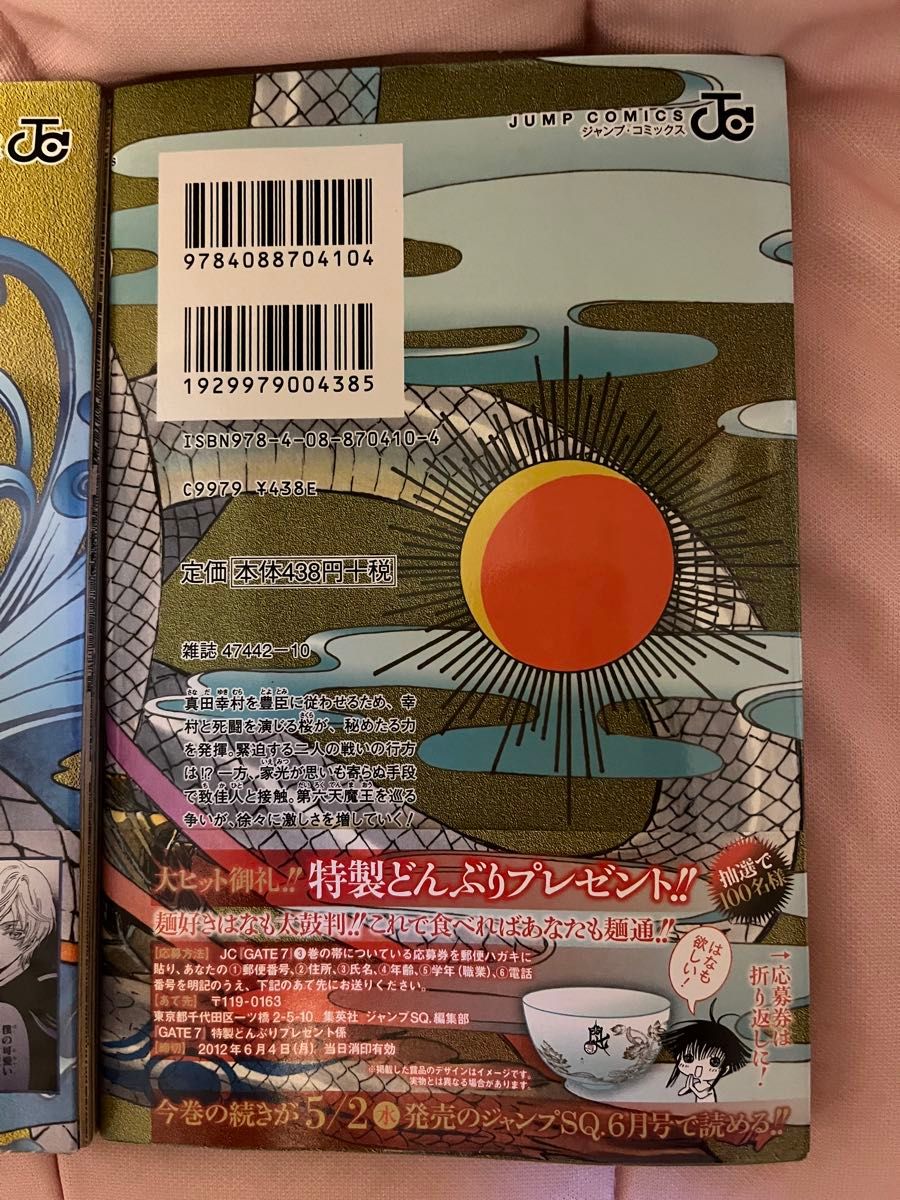 JUMP COMICS
ジャンプ・コミックス
9784088704104
1929979004385
ISBN978-4-08-870410-4
C9979 ¥438E
定価 本体438円+税
雑誌 47442-10
真田幸村を豊臣に従わせるため、幸
村と死闘を演じる桜が、秘めたる力
を発揮。緊迫する二人の戦いの行方
は!? 一方、家光が思いも寄らぬ手段
で致佳人と接触。第六天魔王を巡る
争いが、徐々に激しさを増していく!
大ヒット御礼!! 特製どんぶりプレゼント!!
抽選で
100名様
麺好きはなも太鼓判!! これで食べればあなたも麺通!!
応募方法 JC『GATE 7』❸巻の帯についている応募券を郵便ハガキに
貼り、あなたの①郵便番号、②住所、③氏名、④年齢、⑤学年(職業)、⑥電話
番号を明記のうえ、下記のあて先にお送りください。
あて先 〒119-0163
東京都千代田区一ツ橋2-5-10 集英社 ジャンプSQ.編集部
『GATE 7』特製どんぶりプレゼント係
締切 2012年6月4日(月) 当日消印有効
※掲載した賞品のデザインはイメージです。
実物とは異なる場合があります。
はなも
欲しい!
→応募券は
折り返しに!
今巻の続きが5/2水発売のジャンプSQ.6月号で読める!!
僕の可愛い